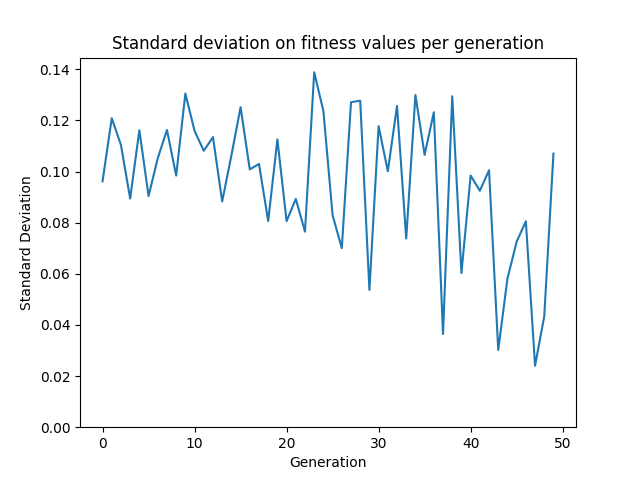 Standard deviation on fitness values per generation
0.14
0.12
0.10
0.08
0.06
0.04
0.02
0.00
Standard Deviation
0 10 20 30 40 50
Generation